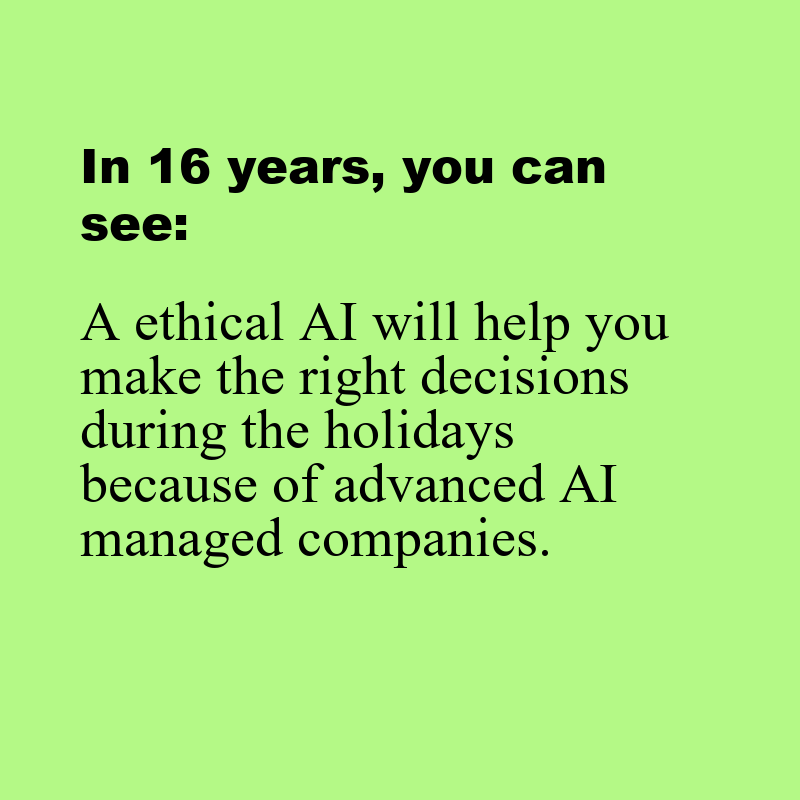 In 16 years, you can
see:
A ethical AI will help you
make the right decisions
during the holidays
because of advanced AI
managed companies.